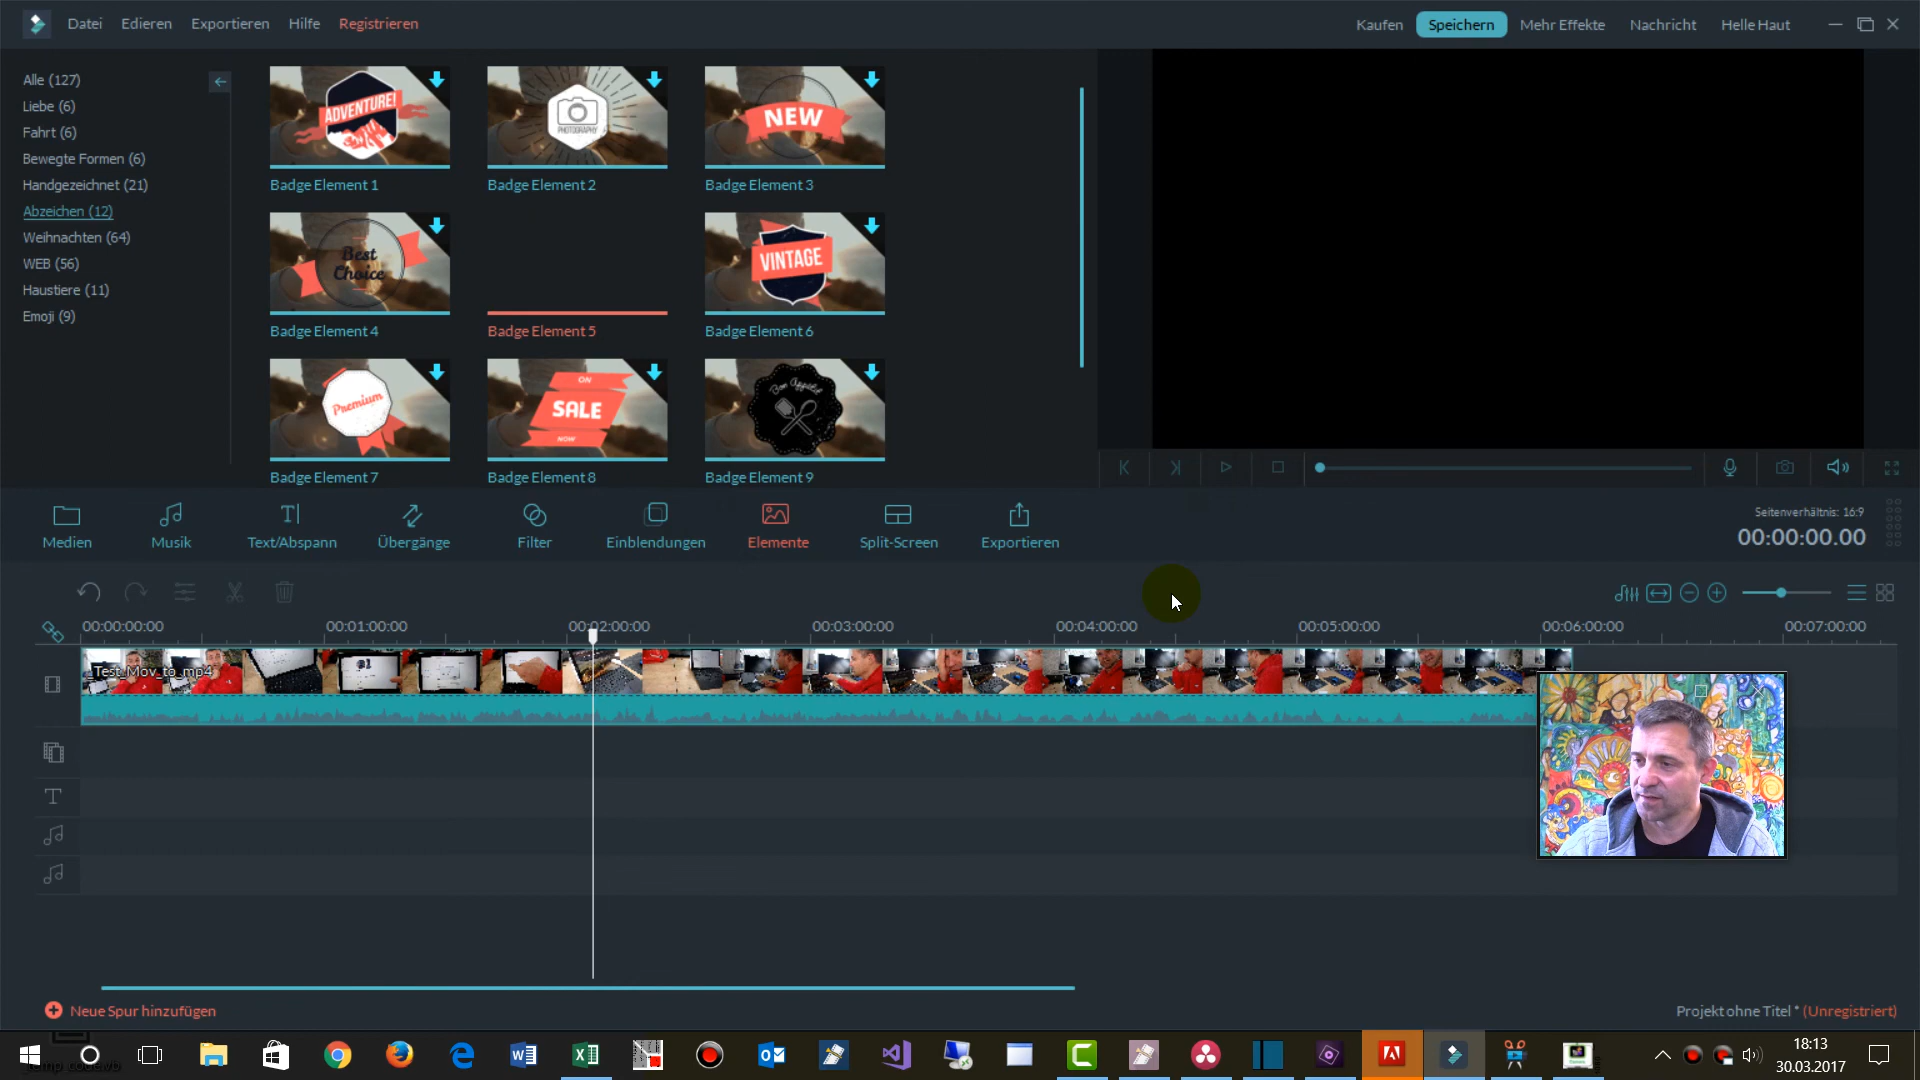 Datei Edieren Exportieren Hilfe Registrieren
Kaufen Speichern Mehr Effekte Nachricht Helle Haut
Alle (127)
Liebe (6)
Fahrt (6)
Bewegte Formen (6)
Handgezeichnet (21)
Abzeichen (12)
Weihnachten (64)
WEB (56)
Haustiere (11)
Emoji (9)
ADVENTURE!
PHOTOGRAPHY
NEW
Badge Element 1
Badge Element 2
Badge Element 3
Best
Choice
VINTAGE
Badge Element 4
Badge Element 5
Badge Element 6
Premium
ON
SALE
NOW
Bon Appetit
Badge Element 7
Badge Element 8
Badge Element 9
Medien Musik Text/Abspann Übergänge Filter Einblendungen Elemente Split-Screen Exportieren
Seitenverhältnis: 16:9
00:00:00.00
00:00:00:00 00:01:00:00 00:02:00:00 00:03:00:00 00:04:00:00 00:05:00:00 00:06:00:00 00:07:00:00
Test_Mov_to_mp4
Neue Spur hinzufügen
Projekt ohne Titel * (Unregistriert)
18:13
30.03.2017